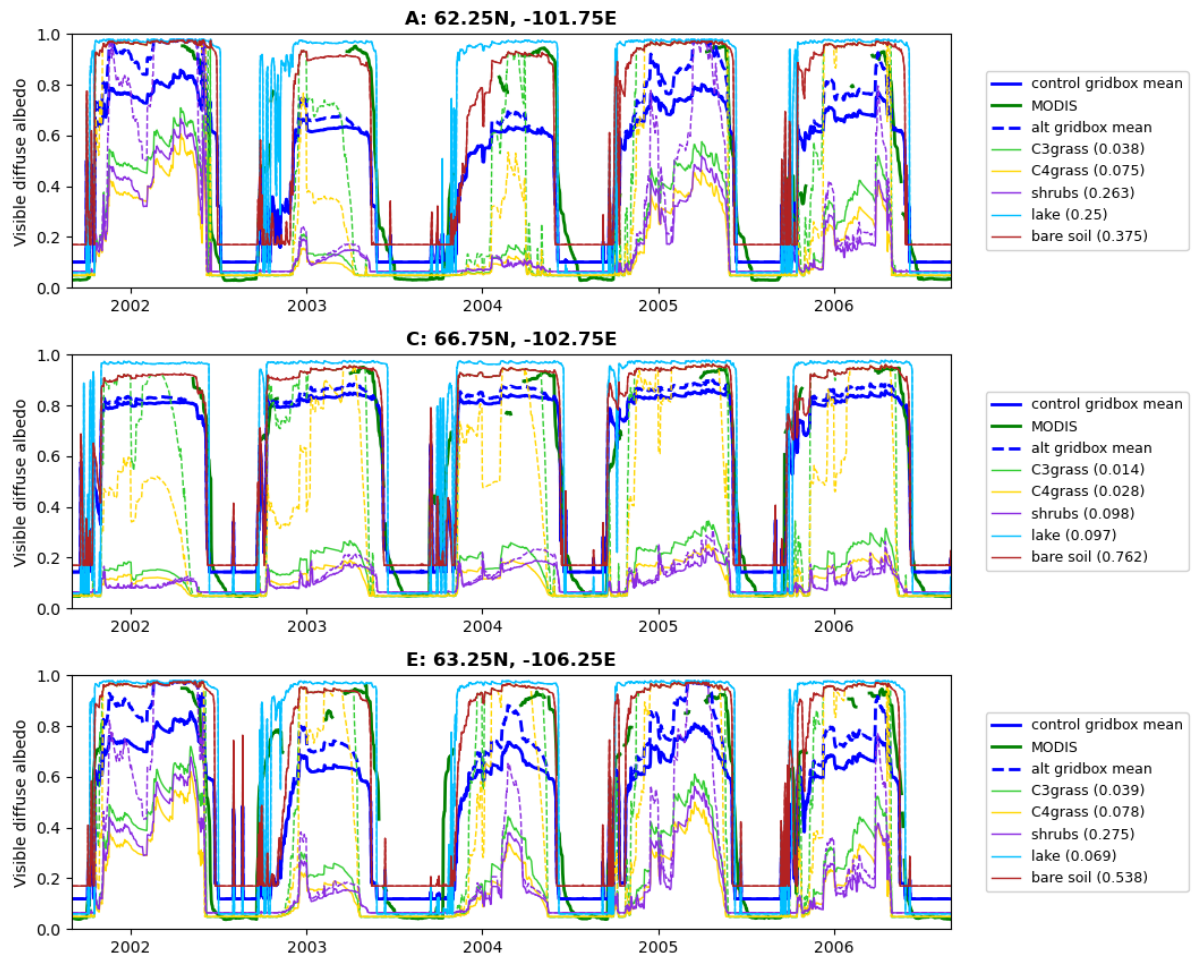 A: 62.25N, -101.75E
Visible diffuse albedo
1.0
0.8
0.6
0.4
0.2
0.0
2002
2003
2004
2005
2006
control gridbox mean
MODIS
alt gridbox mean
C3grass (0.038)
C4grass (0.075)
shrubs (0.263)
lake (0.25)
bare soil (0.375)
C: 66.75N, -102.75E
Visible diffuse albedo
1.0
0.8
0.6
0.4
0.2
0.0
2002
2003
2004
2005
2006
control gridbox mean
MODIS
alt gridbox mean
C3grass (0.014)
C4grass (0.028)
shrubs (0.098)
lake (0.097)
bare soil (0.762)
E: 63.25N, -106.25E
Visible diffuse albedo
1.0
0.8
0.6
0.4
0.2
0.0
2002
2003
2004
2005
2006
control gridbox mean
MODIS
alt gridbox mean
C3grass (0.039)
C4grass (0.078)
shrubs (0.275)
lake (0.069)
bare soil (0.538)